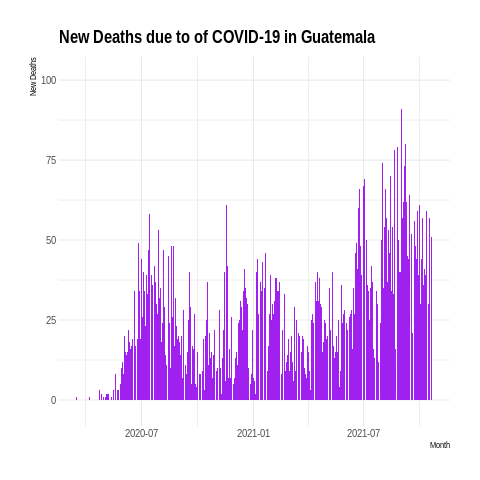 New Deaths due to of COVID-19 in Guatemala
New Deaths
100
75
50
25
0
2020-07
2021-01
2021-07
Month